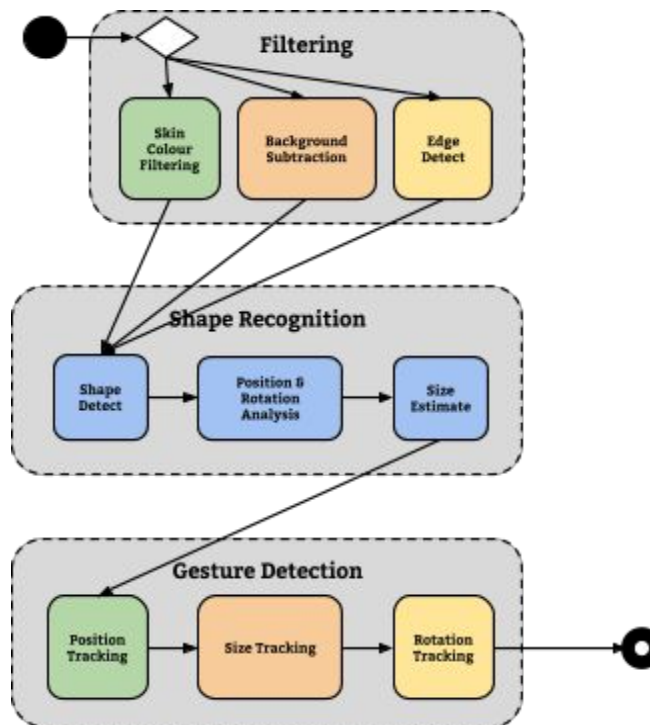 Filtering
Skin
Colour
Filtering
Background
Subtraction
Edge
Detect
Shape Recognition
Shape
Detect
Position &
Rotation
Analysis
Size
Estimate
Gesture Detection
Position
Tracking
Size Tracking
Rotation
Tracking